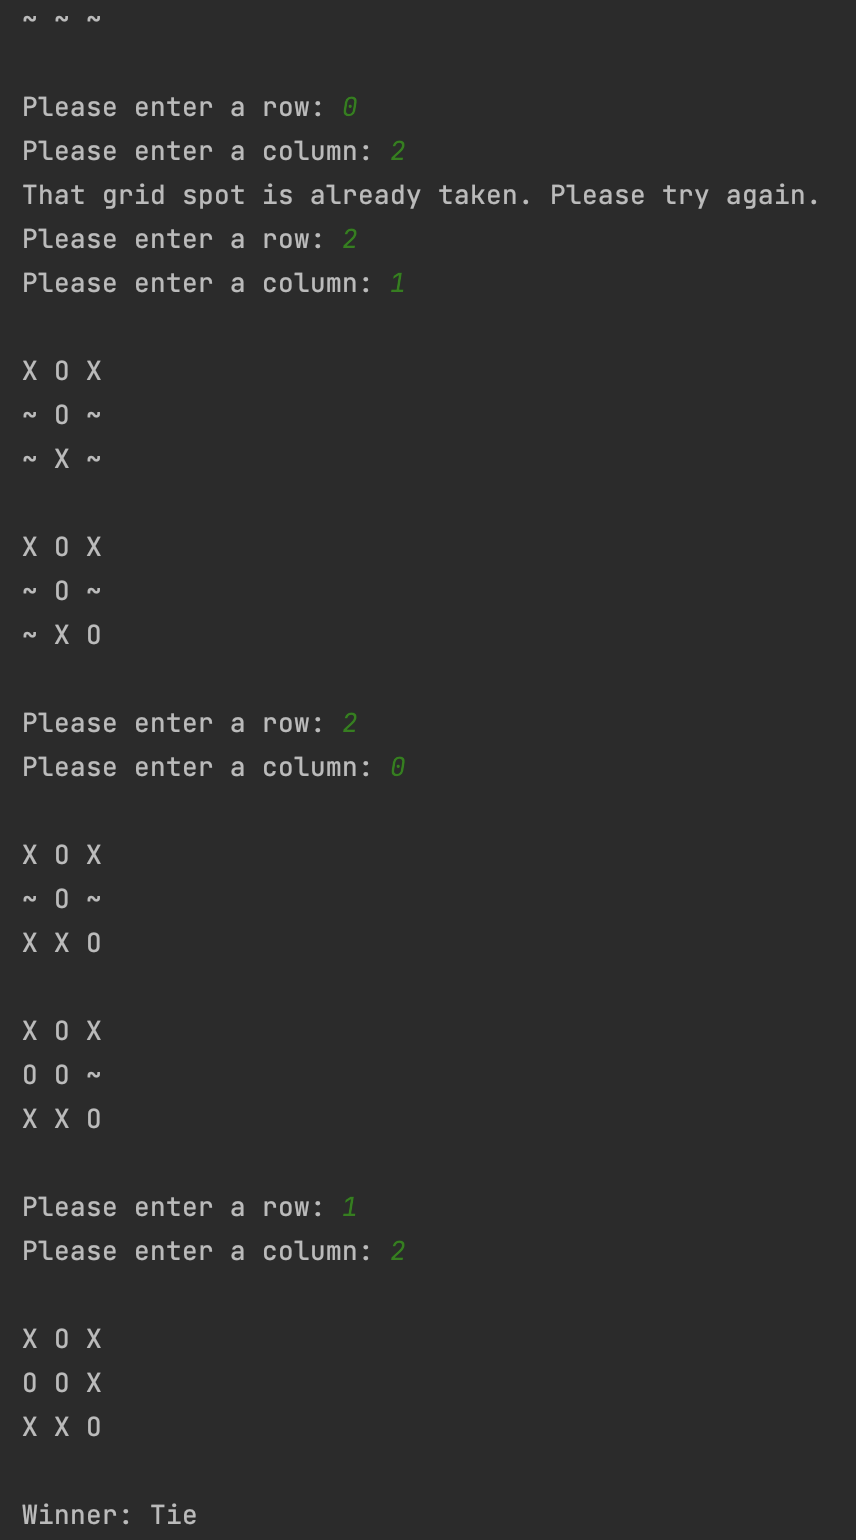 ~ ~ ~
Please enter a row: 0
Please enter a column: 2
That grid spot is already taken. Please try again.
Please enter a row: 2
Please enter a column: 1
X O X
~ O ~
~ X ~
X O X
~ O ~
~ X O
Please enter a row: 2
Please enter a column: 0
X O X
~ O ~
X X O
X O X
O O ~
X X O
Please enter a row: 1
Please enter a column: 2
X O X
O O X
X X O
Winner: Tie